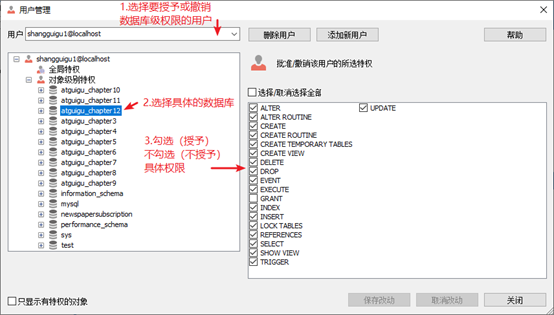 用户管理
1.选择要授予或撤销
数据库级权限的用户
用户 shangguigu1@localhost
删除用户 添加新用户 帮助
shangguigu1@localhost
全局特权
对象级别特权
atguigu_chapter10
atguigu_chapter11
atguigu_chapter12
atguigu_chapter3
atguigu_chapter4
atguigu_chapter5
atguigu_chapter6
atguigu_chapter7
atguigu_chapter8
atguigu_chapter9
information_schema
mysql
newspapersubscription
performance_schema
sys
test
2.选择具体的数据库
3.勾选（授予）
不勾选（不授予）
具体权限
批准/撤销该用户的所选特权
选择/取消选择全部
ALTER UPDATE
ALTER ROUTINE
CREATE
CREATE ROUTINE
CREATE TEMPORARY TABLES
CREATE VIEW
DELETE
DROP
EVENT
EXECUTE
GRANT
INDEX
INSERT
LOCK TABLES
REFERENCES
SELECT
SHOW VIEW
TRIGGER
只显示有特权的对象
保存改动 取消改动 关闭